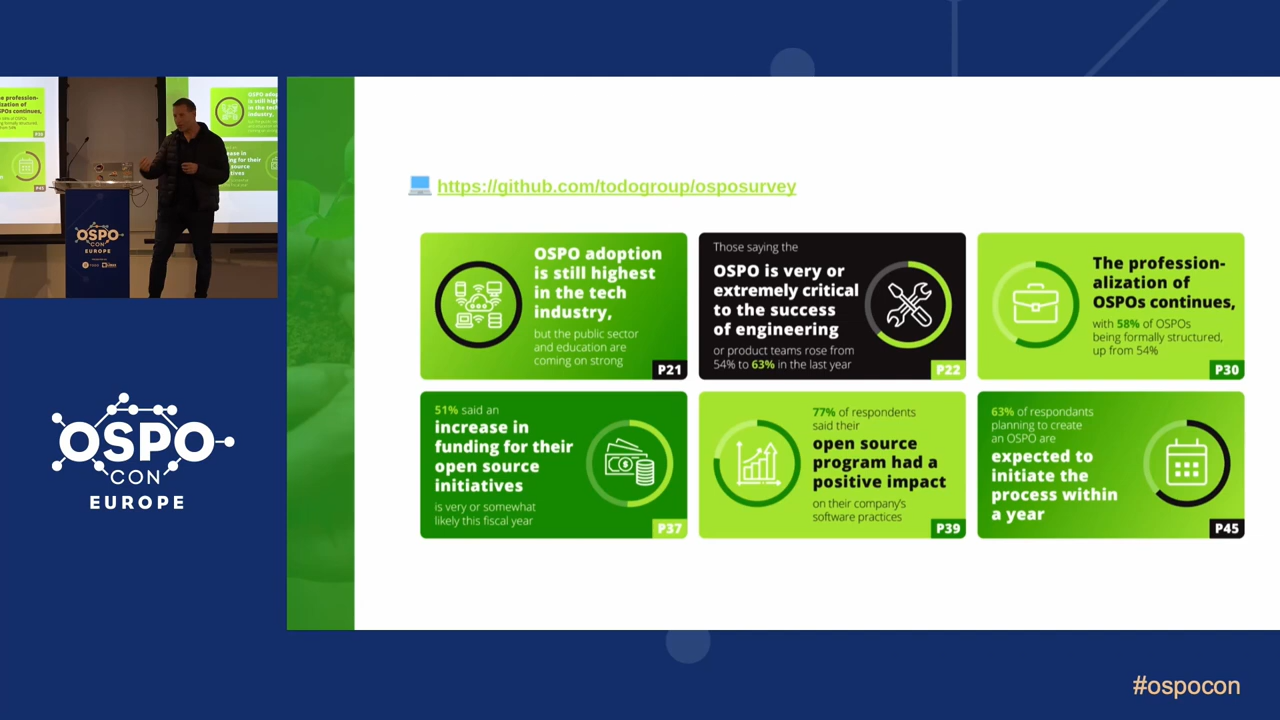 https://github.com/todogroup/osposurvey
OSPO adoption
is still highest
in the tech
industry,
but the public sector
and education are
coming on strong
P21
Those saying the
OSPO is very or
extremely critical
to the success
of engineering
or product teams rose from
54% to 63% in the last year
P22
The profession-
alization of
OSPOs continues,
with 58% of OSPOs
being formally structured,
up from 54%
P30
51% said an
increase in
funding for their
open source
initiatives
is very or somewhat
likely this fiscal year
P37
77% of respondents
said their
open source
program had a
positive impact
on their company's
software practices
P39
63% of respondants
planning to create
an OSPO are
expected to
initiate the
process within
a year
P45
OSPO
CON
EUROPE
OSPO
CON
EUROPE
#ospocon